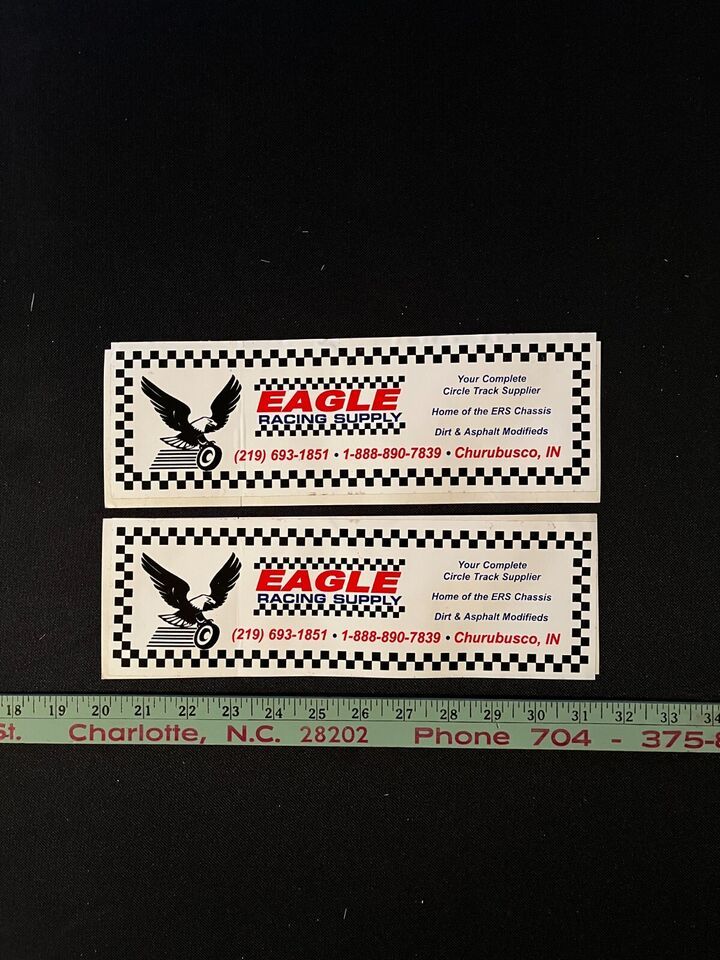 EAGLE
RACING SUPPLY
Your Complete
Circle Track Supplier
Home of the ERS Chassis
Dirt & Asphalt Modifieds
(219) 693-1851 • 1-888-890-7839 • Churubusco, IN
EAGLE
RACING SUPPLY
Your Complete
Circle Track Supplier
Home of the ERS Chassis
Dirt & Asphalt Modifieds
(219) 693-1851 • 1-888-890-7839 • Churubusco, IN
18 19 20 21 22 23 24 25 26 27 28 29 30 31 32 33 34
St. Charlotte, N.C. 28202 Phone 704 - 375-8